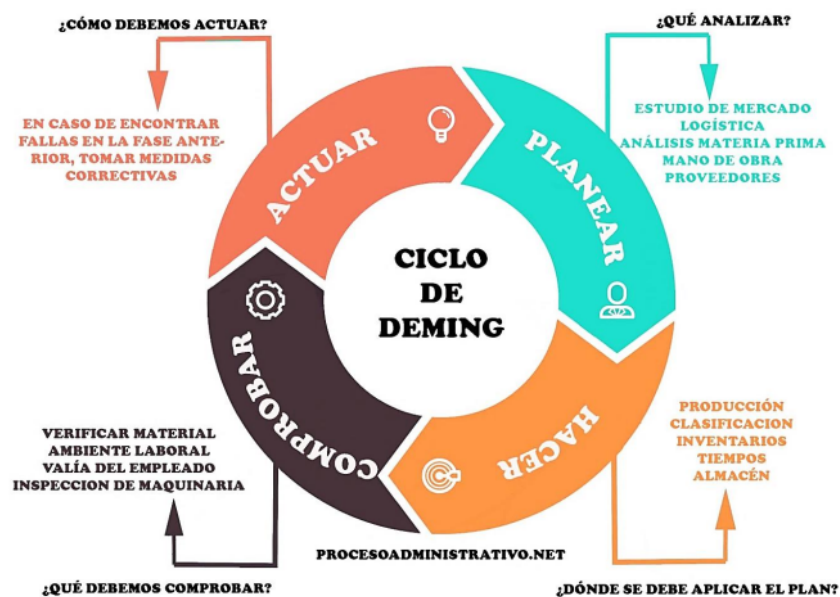 ¿CÓMO DEBEMOS ACTUAR?
EN CASO DE ENCONTRAR
FALLAS EN LA FASE ANTE-
RIOR, TOMAR MEDIDAS
CORRECTIVAS
¿QUÉ ANALIZAR?
ESTUDIO DE MERCADO
LOGÍSTICA
ANÁLISIS MATERIA PRIMA
MANO DE OBRA
PROVEEDORES
ACTUAR
PLANEAR
CICLO
DE
DEMING
COMPROBAR
HACER
VERIFICAR MATERIAL
AMBIENTE LABORAL
VALÍA DEL EMPLEADO
INSPECCION DE MAQUINARIA
¿QUÉ DEBEMOS COMPROBAR?
PRODUCCIÓN
CLASIFICACION
INVENTARIOS
TIEMPOS
ALMACÉN
¿DÓNDE SE DEBE APLICAR EL PLAN?
PROCESOADMINISTRATIVO.NET